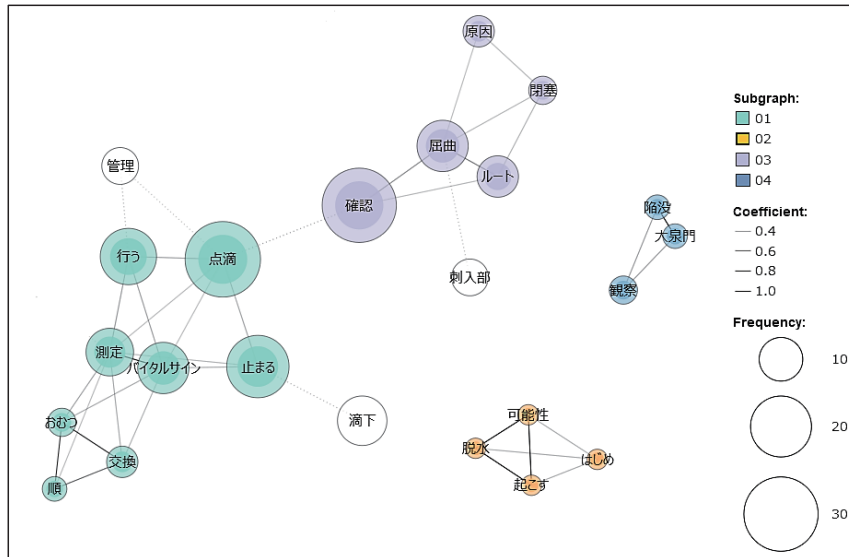 原因
閉塞
屈曲
ルート
管理
確認
行う
点滴
刺入部
陥没
大泉門
観察
測定
バイタルサイン
止まる
滴下
おむつ
交換
順
可能性
脱水
はじめ
起こす
Subgraph:
01
02
03
04
Coefficient:
0.4
0.6
0.8
1.0
Frequency:
10
20
30